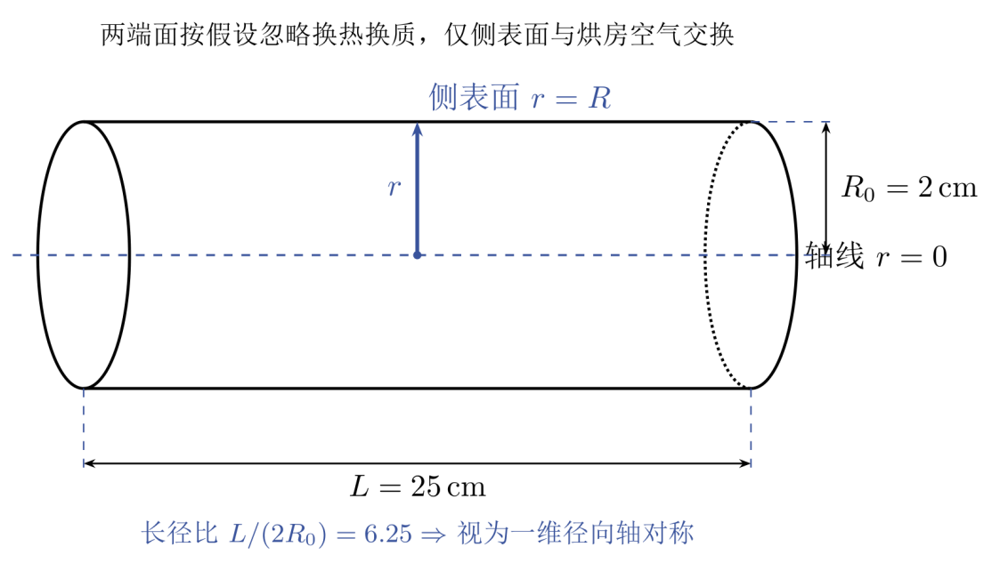 两端面按假设忽略换热换质，仅侧表面与烘房空气交换
侧表面 r = R
r
R₀ = 2 cm
轴线 r = 0
L = 25 cm
长径比 L/(2R₀) = 6.25 ⇒ 视为一维径向轴对称